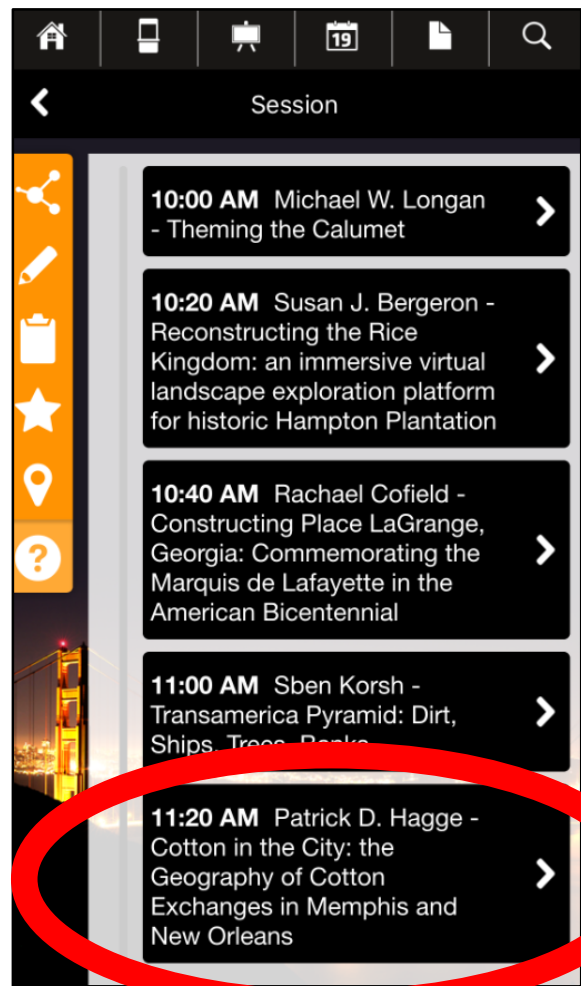 19
Session
10:00 AM Michael W. Longan
- Theming the Calumet
10:20 AM Susan J. Bergeron -
Reconstructing the Rice
Kingdom: an immersive virtual
landscape exploration platform
for historic Hampton Plantation
10:40 AM Rachael Cofield -
Constructing Place LaGrange,
Georgia: Commemorating the
Marquis de Lafayette in the
American Bicentennial
11:00 AM Sben Korsh -
Transamerica Pyramid: Dirt,
Ships, Trees, Banks
11:20 AM Patrick D. Hagge -
Cotton in the City: the
Geography of Cotton
Exchanges in Memphis and
New Orleans